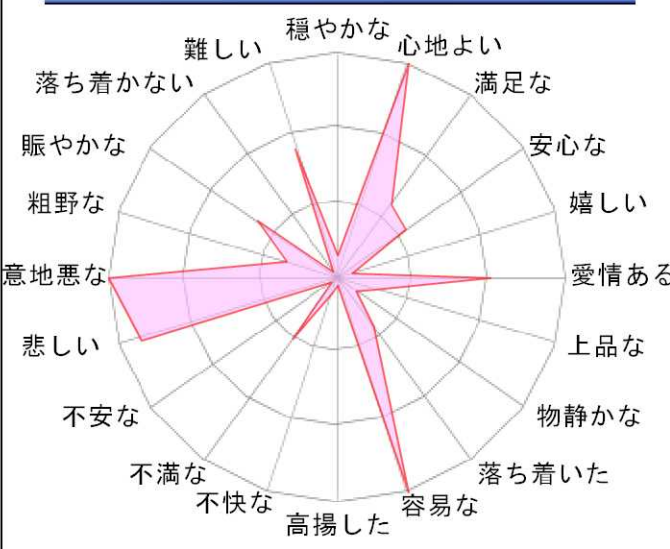 穏やかな
心地よい
満足な
安心な
嬉しい
愛情ある
上品な
物静かな
落ち着いた
容易な
高揚した
不快な
不満な
不安な
悲しい
意地悪な
粗野な
賑やかな
落ち着かない
難しい